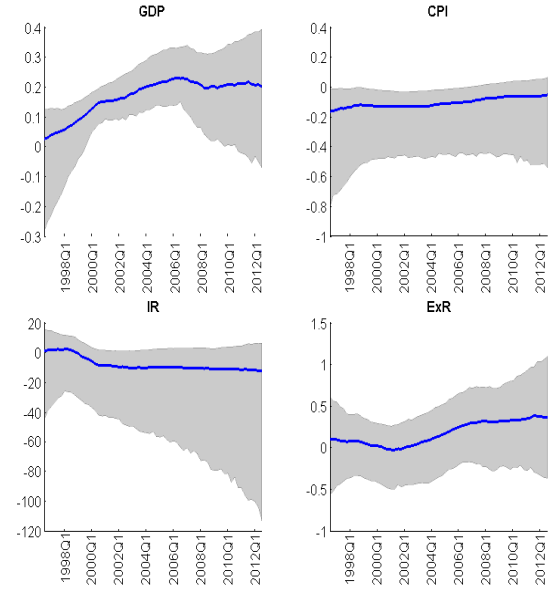 GDP
0.4
0.3
0.2
0.1
0
-0.1
-0.2
-0.3
1998Q1
2000Q1
2002Q1
2004Q1
2006Q1
2008Q1
2010Q1
2012Q1
CPI
0.4
0.2
0
-0.2
-0.4
-0.6
-0.8
-1
1998Q1
2000Q1
2002Q1
2004Q1
2006Q1
2008Q1
2010Q1
2012Q1
IR
20
0
-20
-40
-60
-80
-100
-120
1998Q1
2000Q1
2002Q1
2004Q1
2006Q1
2008Q1
2010Q1
2012Q1
ExR
1.5
1
0.5
0
-0.5
-1
1998Q1
2000Q1
2002Q1
2004Q1
2006Q1
2008Q1
2010Q1
2012Q1